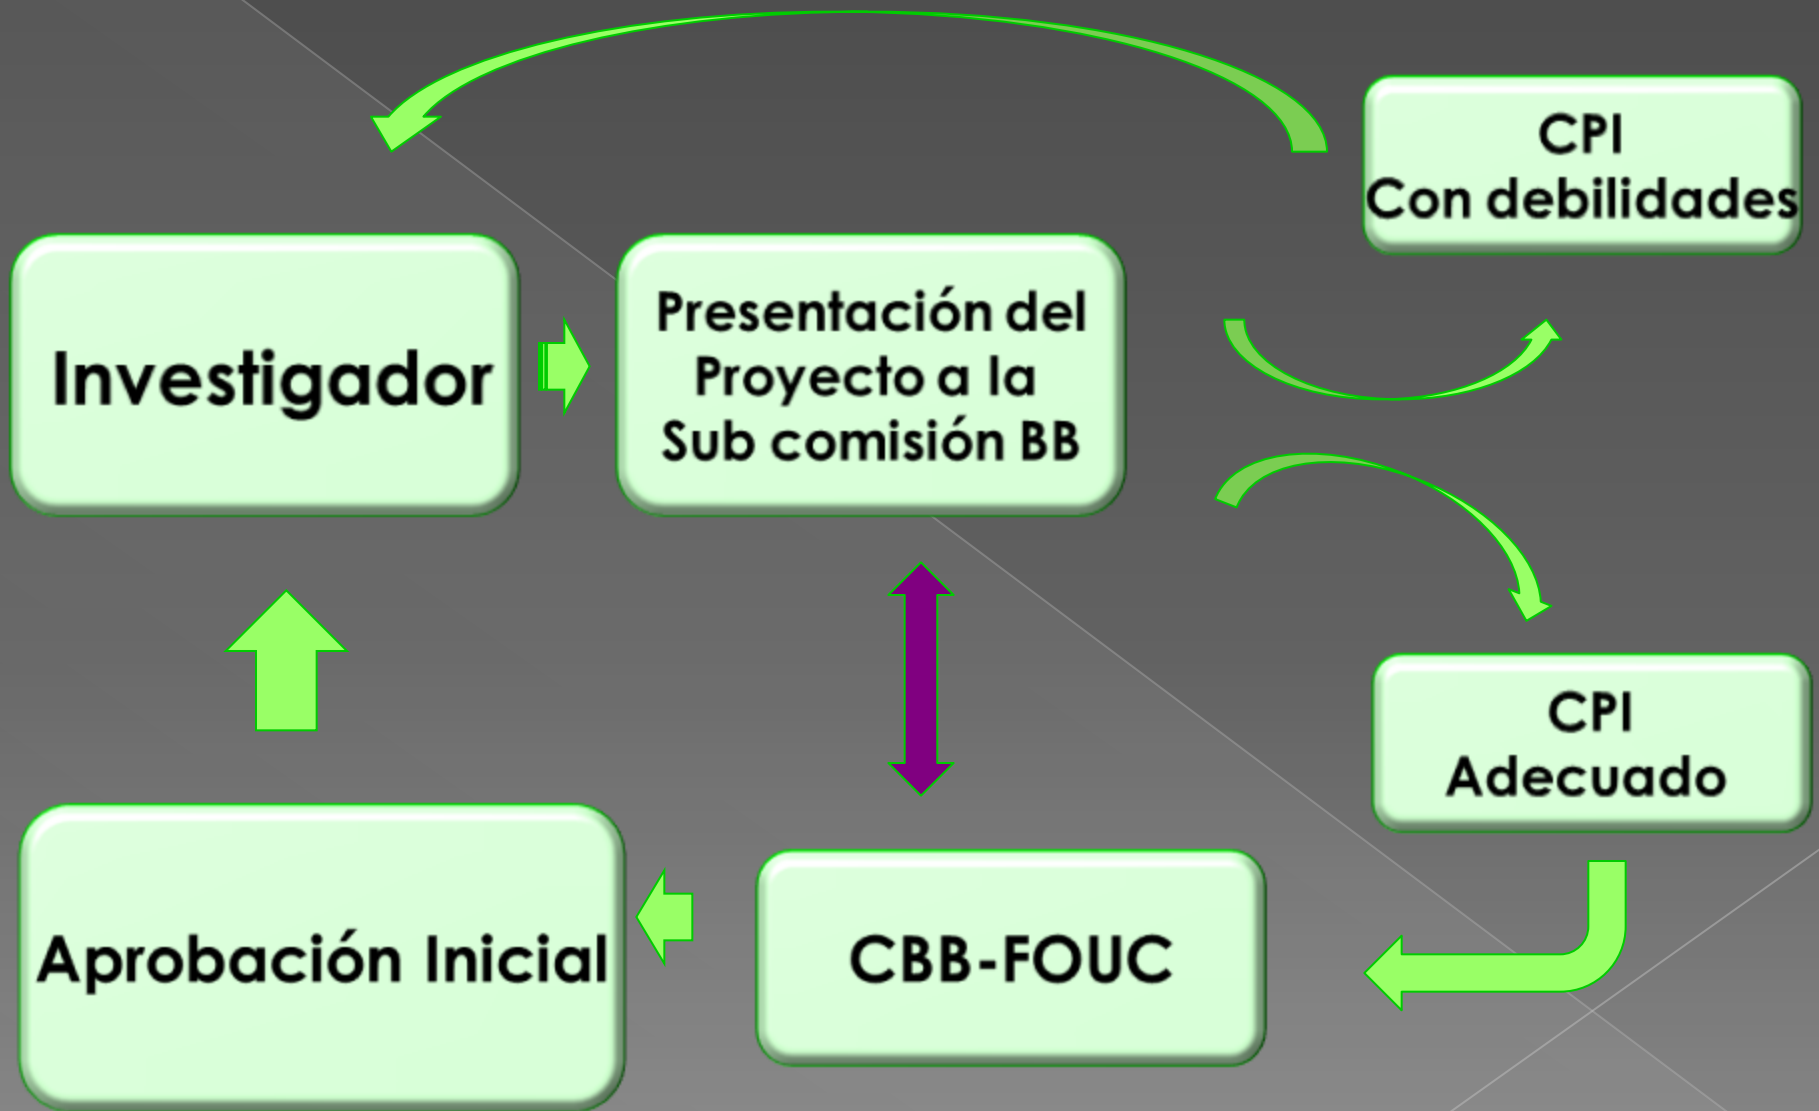 CPI
Con debilidades
Investigador
Presentación del
Proyecto a la
Sub comisión BB
CPI
Adecuado
Aprobación Inicial
CBB-FOUC